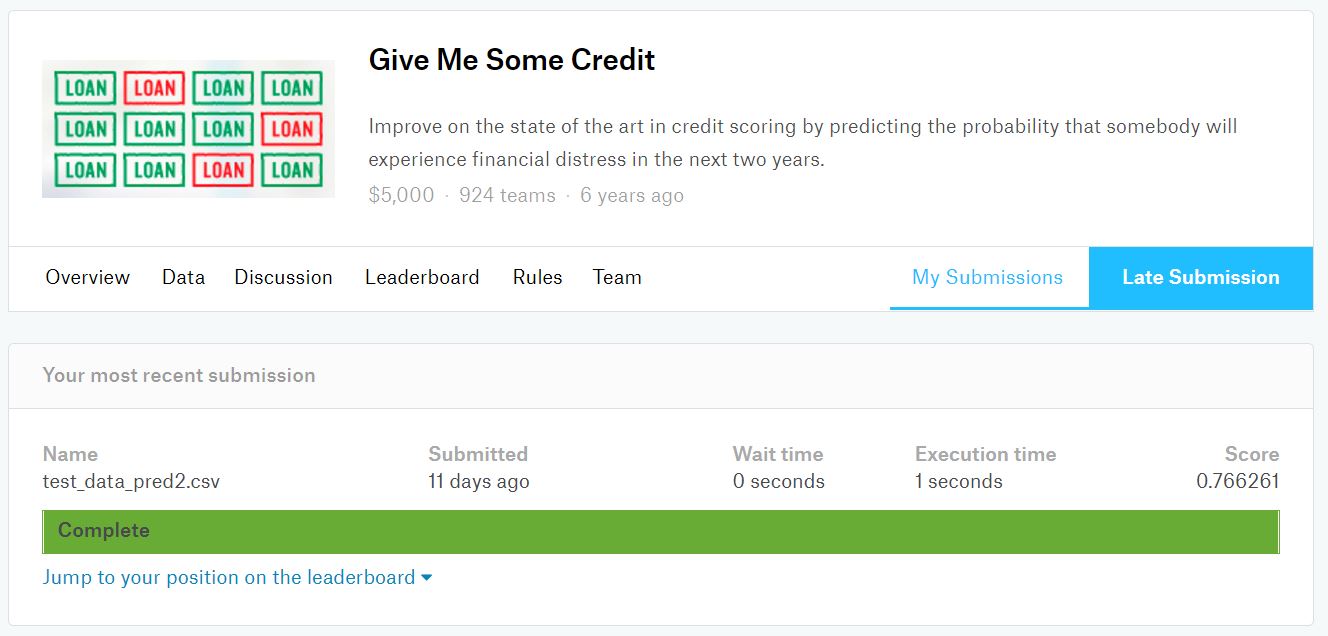 Give Me Some Credit
LOAN LOAN LOAN LOAN
LOAN LOAN LOAN LOAN
LOAN LOAN LOAN LOAN
Improve on the state of the art in credit scoring by predicting the probability that somebody will
experience financial distress in the next two years.
$5,000 · 924 teams · 6 years ago
Overview Data Discussion Leaderboard Rules Team My Submissions Late Submission
Your most recent submission
Name Submitted Wait time Execution time Score
test_data_pred2.csv 11 days ago 0 seconds 1 seconds 0.766261
Complete
Jump to your position on the leaderboard